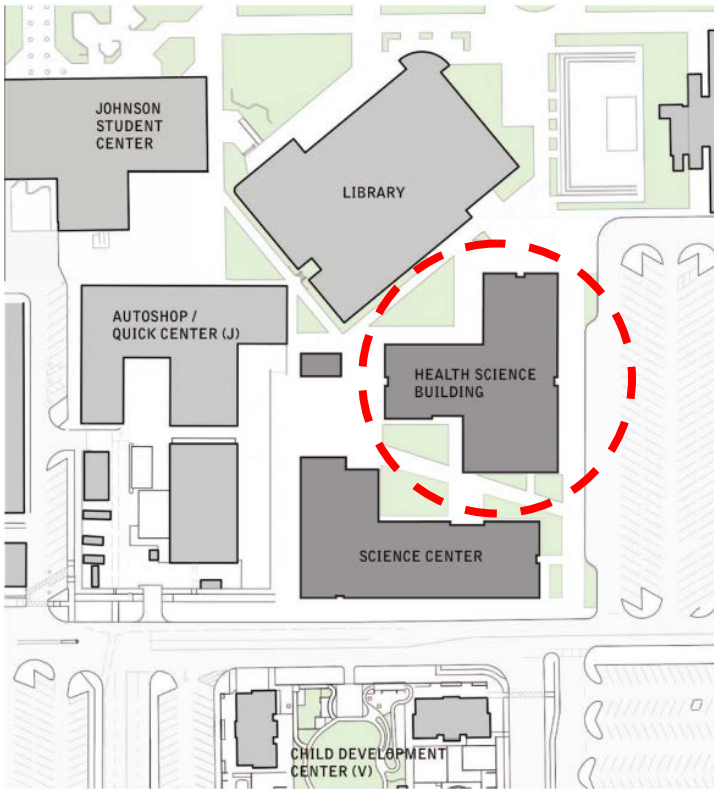 JOHNSON
STUDENT
CENTER
LIBRARY
AUTOSHOP /
QUICK CENTER (J)
HEALTH SCIENCE
BUILDING
SCIENCE CENTER
CHILD DEVELOPMENT
CENTER (V)